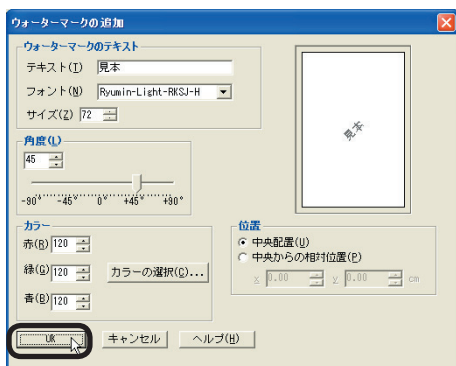 ウォーターマークの追加
ウォーターマークのテキスト
テキスト(T) 見本
フォント(N) Ryumin-Light-RKSJ-H
サイズ(Z) 72
角度(L)
45
-90° -45° 0° +45° +90°
見本
カラー
赤(R) 120
緑(G) 120 カラーの選択(C)...
青(B) 120
位置
中央配置(U)
中央からの相対位置(P)
x 0.00 y 0.00 cm
OK キャンセル ヘルプ(H)